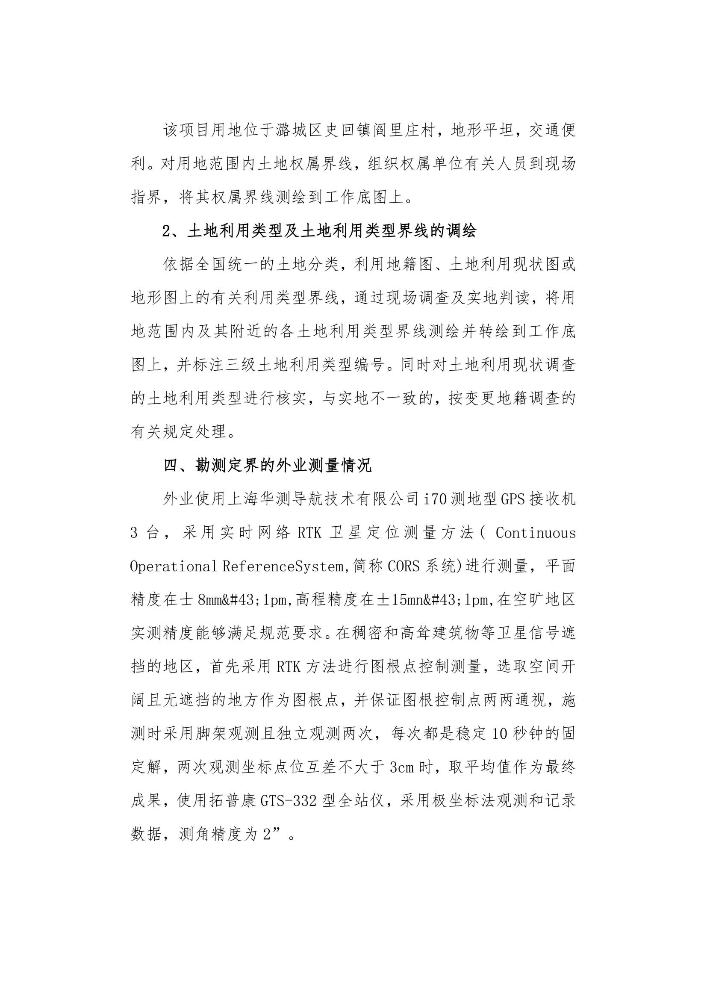 该项目用地位于潞城区史回镇阎里庄村，地形平坦，交通便
利。对用地范围内土地权属界线，组织权属单位有关人员到现场
指界，将其权属界线测绘到工作底图上。
2、土地利用类型及土地利用类型界线的调绘
依据全国统一的土地分类，利用地籍图、土地利用现状图或
地形图上的有关利用类型界线，通过现场调查及实地判读，将用
地范围内及其附近的各土地利用类型界线测绘并转绘到工作底
图上，并标注三级土地利用类型编号。同时对土地利用现状调查
的土地利用类型进行核实，与实地不一致的，按变更地籍调查的
有关规定处理。
四、勘测定界的外业测量情况
外业使用上海华测导航技术有限公司 i70 测地型 GPS 接收机
3 台，采用实时网络 RTK 卫星定位测量方法( Continuous
Operational ReferenceSystem,简称 CORS 系统)进行测量，平面
精度在士 8mm&#43;1pm,高程精度在±15mn&#43;lpm,在空旷地区
实测精度能够满足规范要求。在稠密和高耸建筑物等卫星信号遮
挡的地区，首先采用 RTK 方法进行图根点控制测量，选取空间开
阔且无遮挡的地方作为图根点，并保证图根控制点两两通视，施
测时采用脚架观测且独立观测两次，每次都是稳定 10 秒钟的固
定解，两次观测坐标点位互差不大于 3cm 时，取平均值作为最终
成果，使用拓普康 GTS-332 型全站仪，采用极坐标法观测和记录
数据，测角精度为 2”。